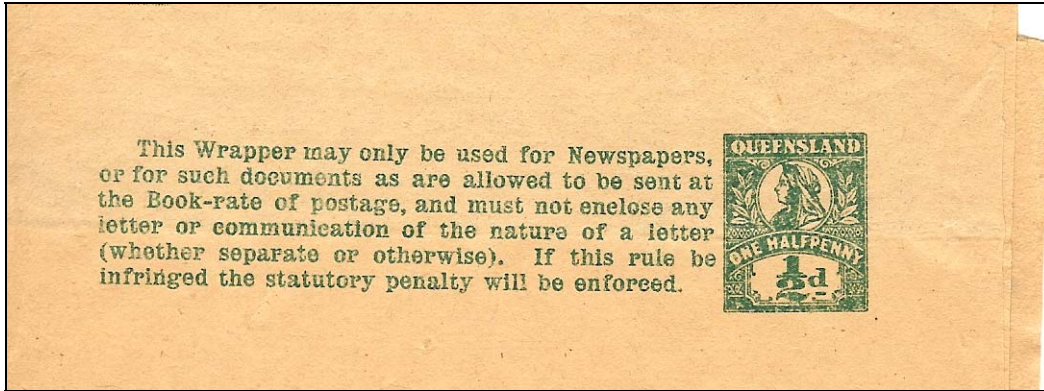 This Wrapper may only be used for Newspapers,
or for such documents as are allowed to be sent at
the Book-rate of postage, and must not enclose any
letter or communication of the nature of a letter
(whether separate or otherwise). If this rule be
infringed the statutory penalty will be enforced.
QUEENSLAND
ONE HALFPENNY
½d